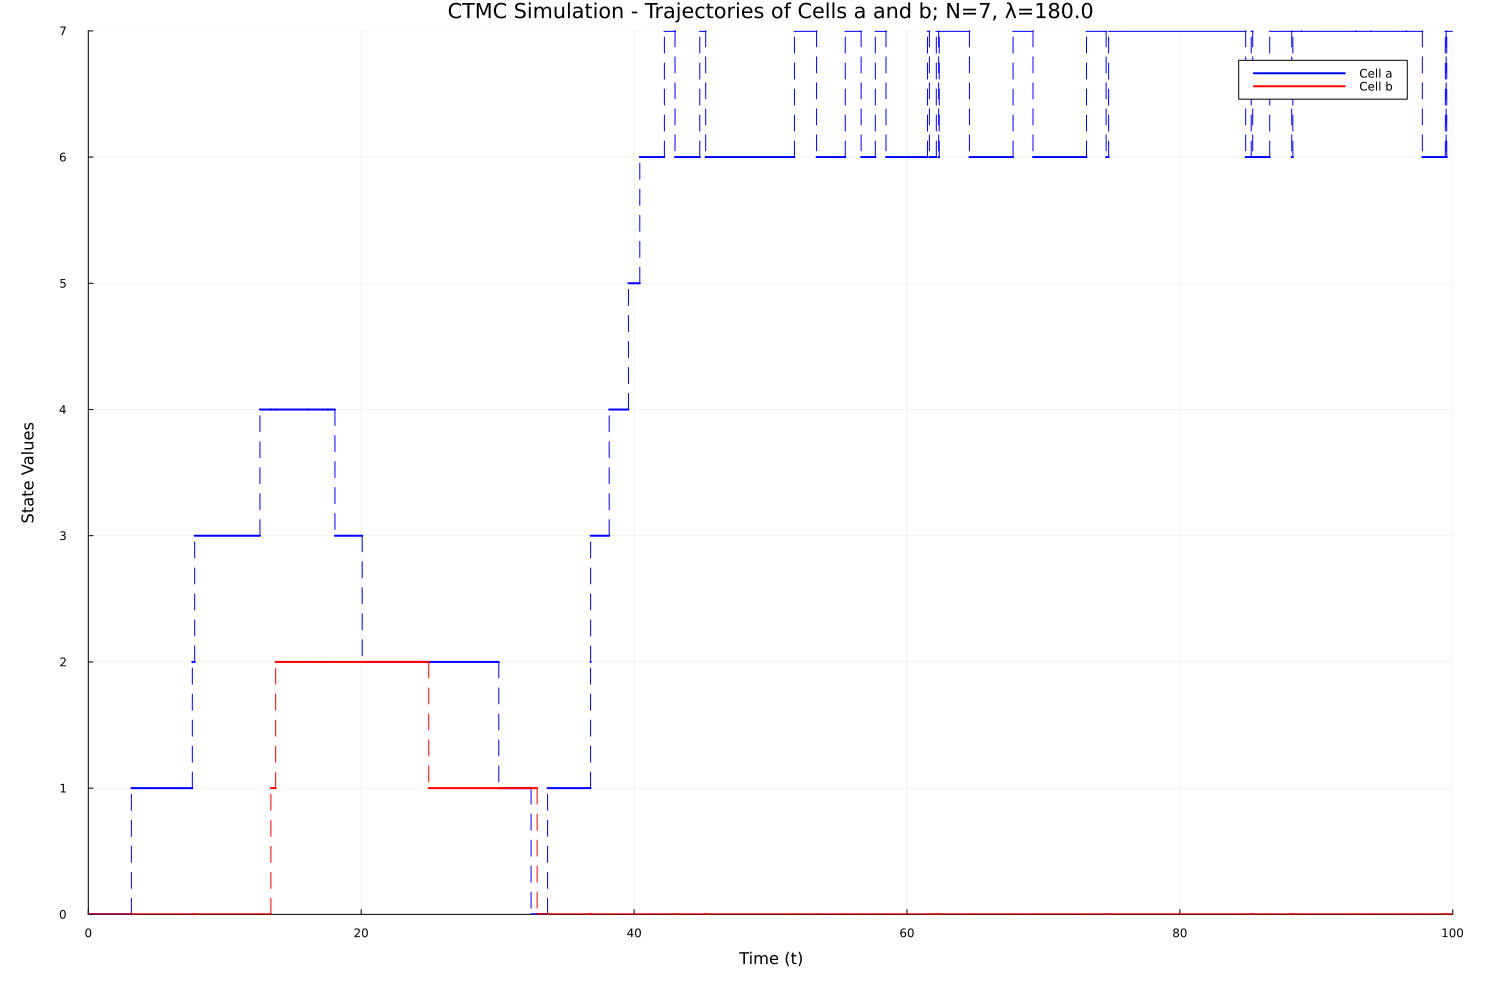 CTMC Simulation - Trajectories of Cells a and b; N=7, λ=180.0
7
Cell a
Cell b
6
5
4
State Values
3
2
1
0
0 20 40 60 80 100
Time (t)